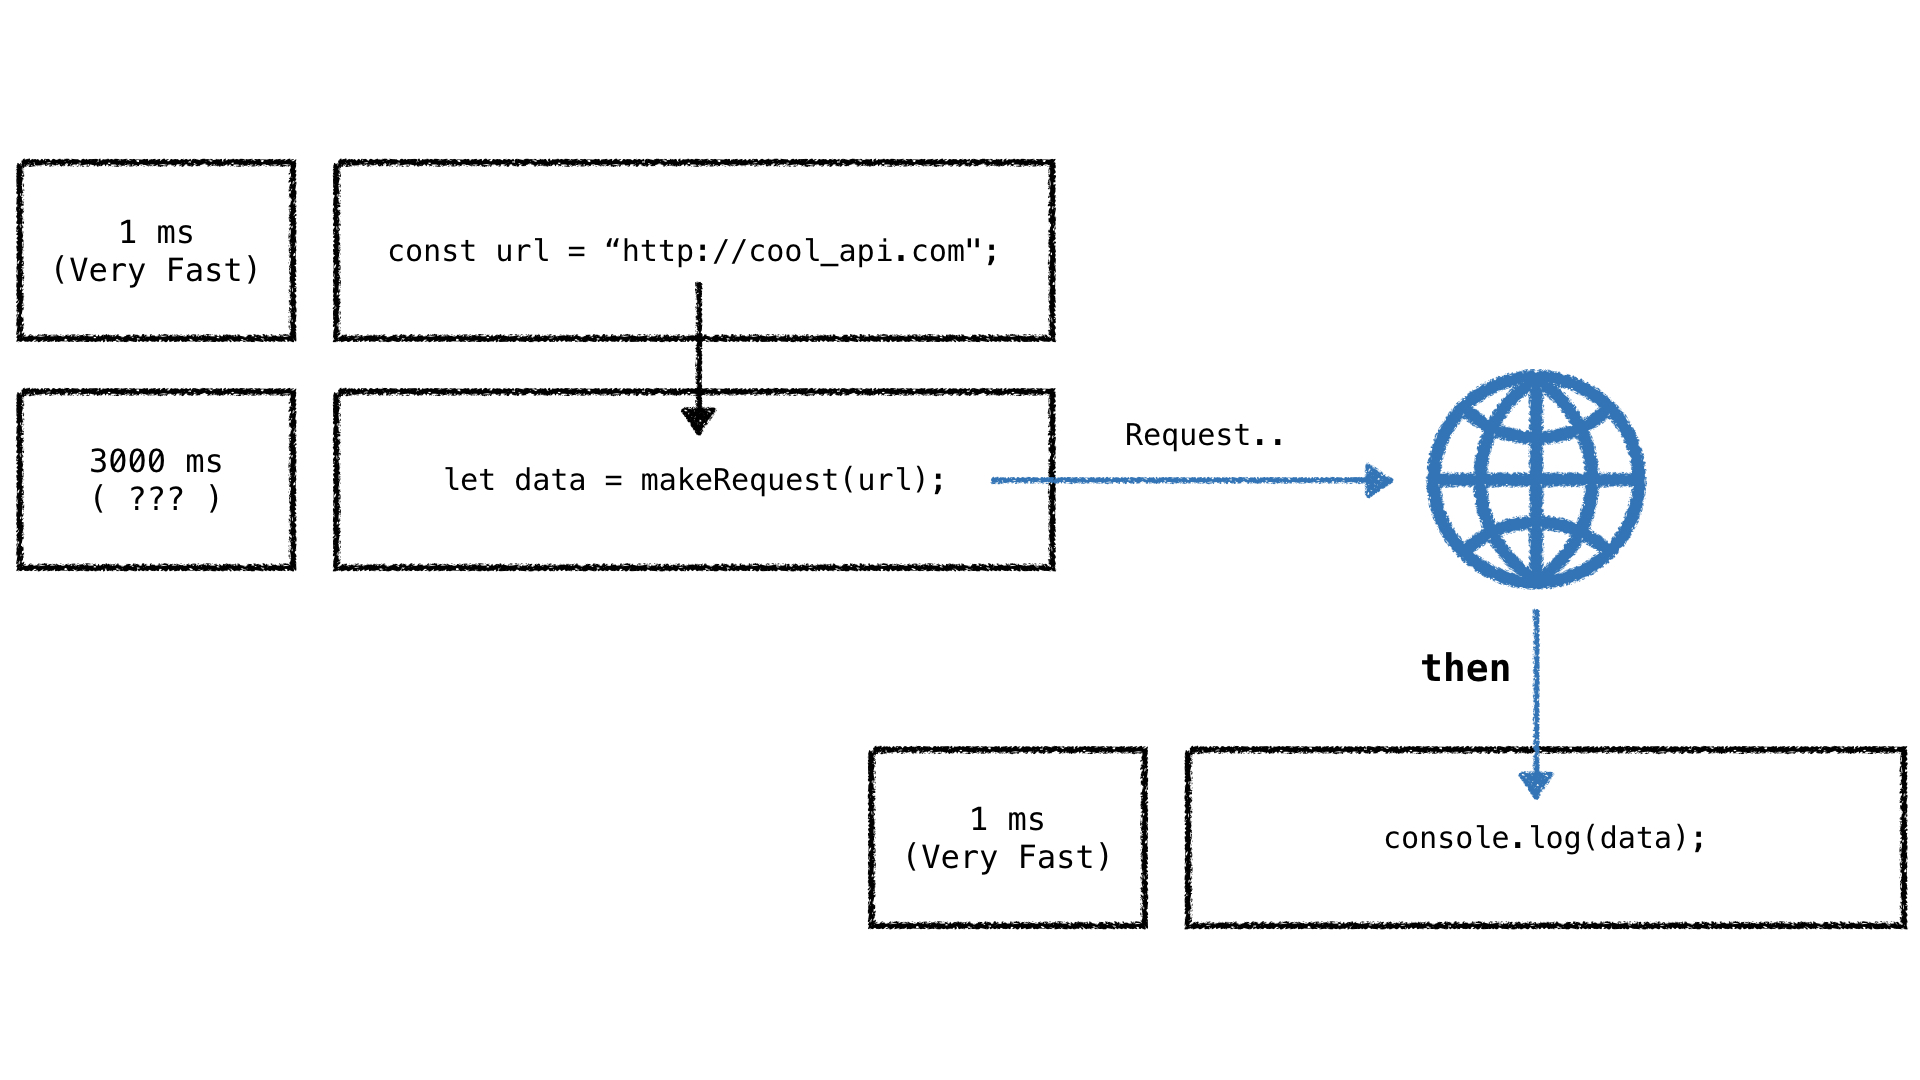 1 ms
(Very Fast)
const url = “http://cool_api.com";
3000 ms
( ??? )
let data = makeRequest(url);
Request..
then
1 ms
(Very Fast)
console.log(data);